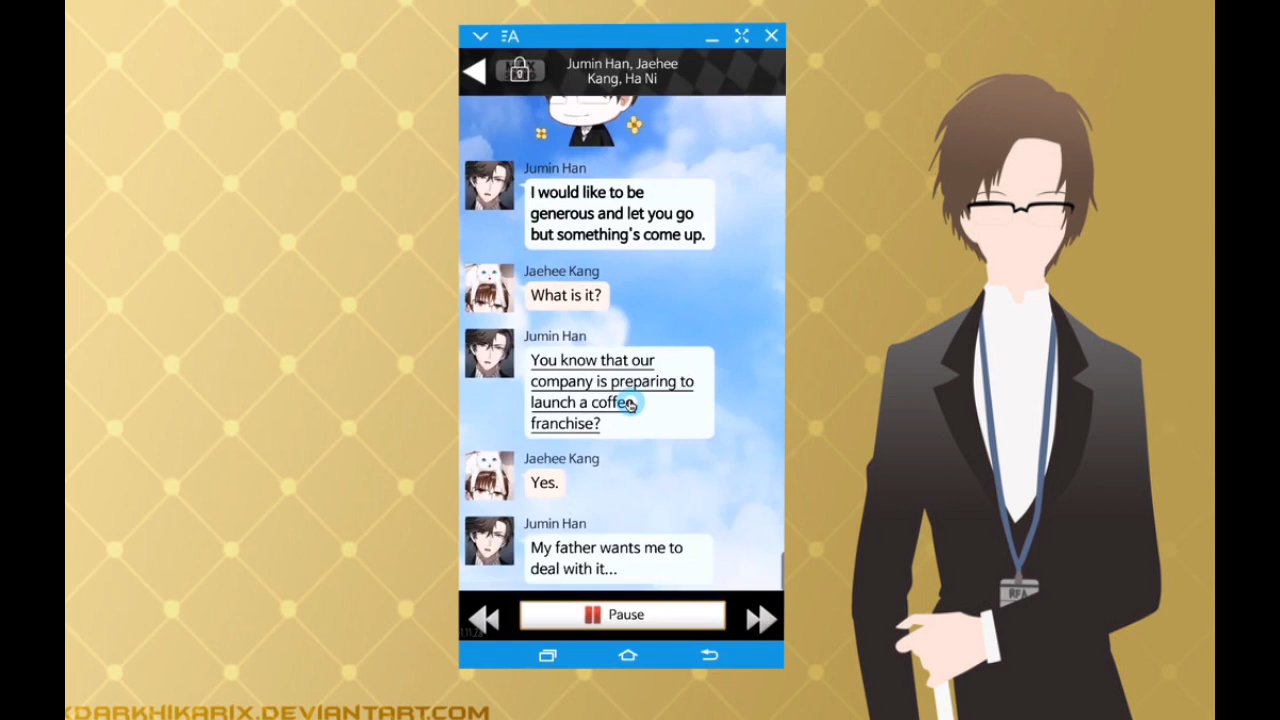 Jumin Han, Jaehee
Kang, Ha Ni
Jumin Han
I would like to be
generous and let you go
but something's come up.
Jaehee Kang
What is it?
Jumin Han
You know that our
company is preparing to
launch a coffee
franchise?
Jaehee Kang
Yes.
Jumin Han
My father wants me to
deal with it...
Pause
RFA
XDARKHIKARIX.DEVIANTART.COM